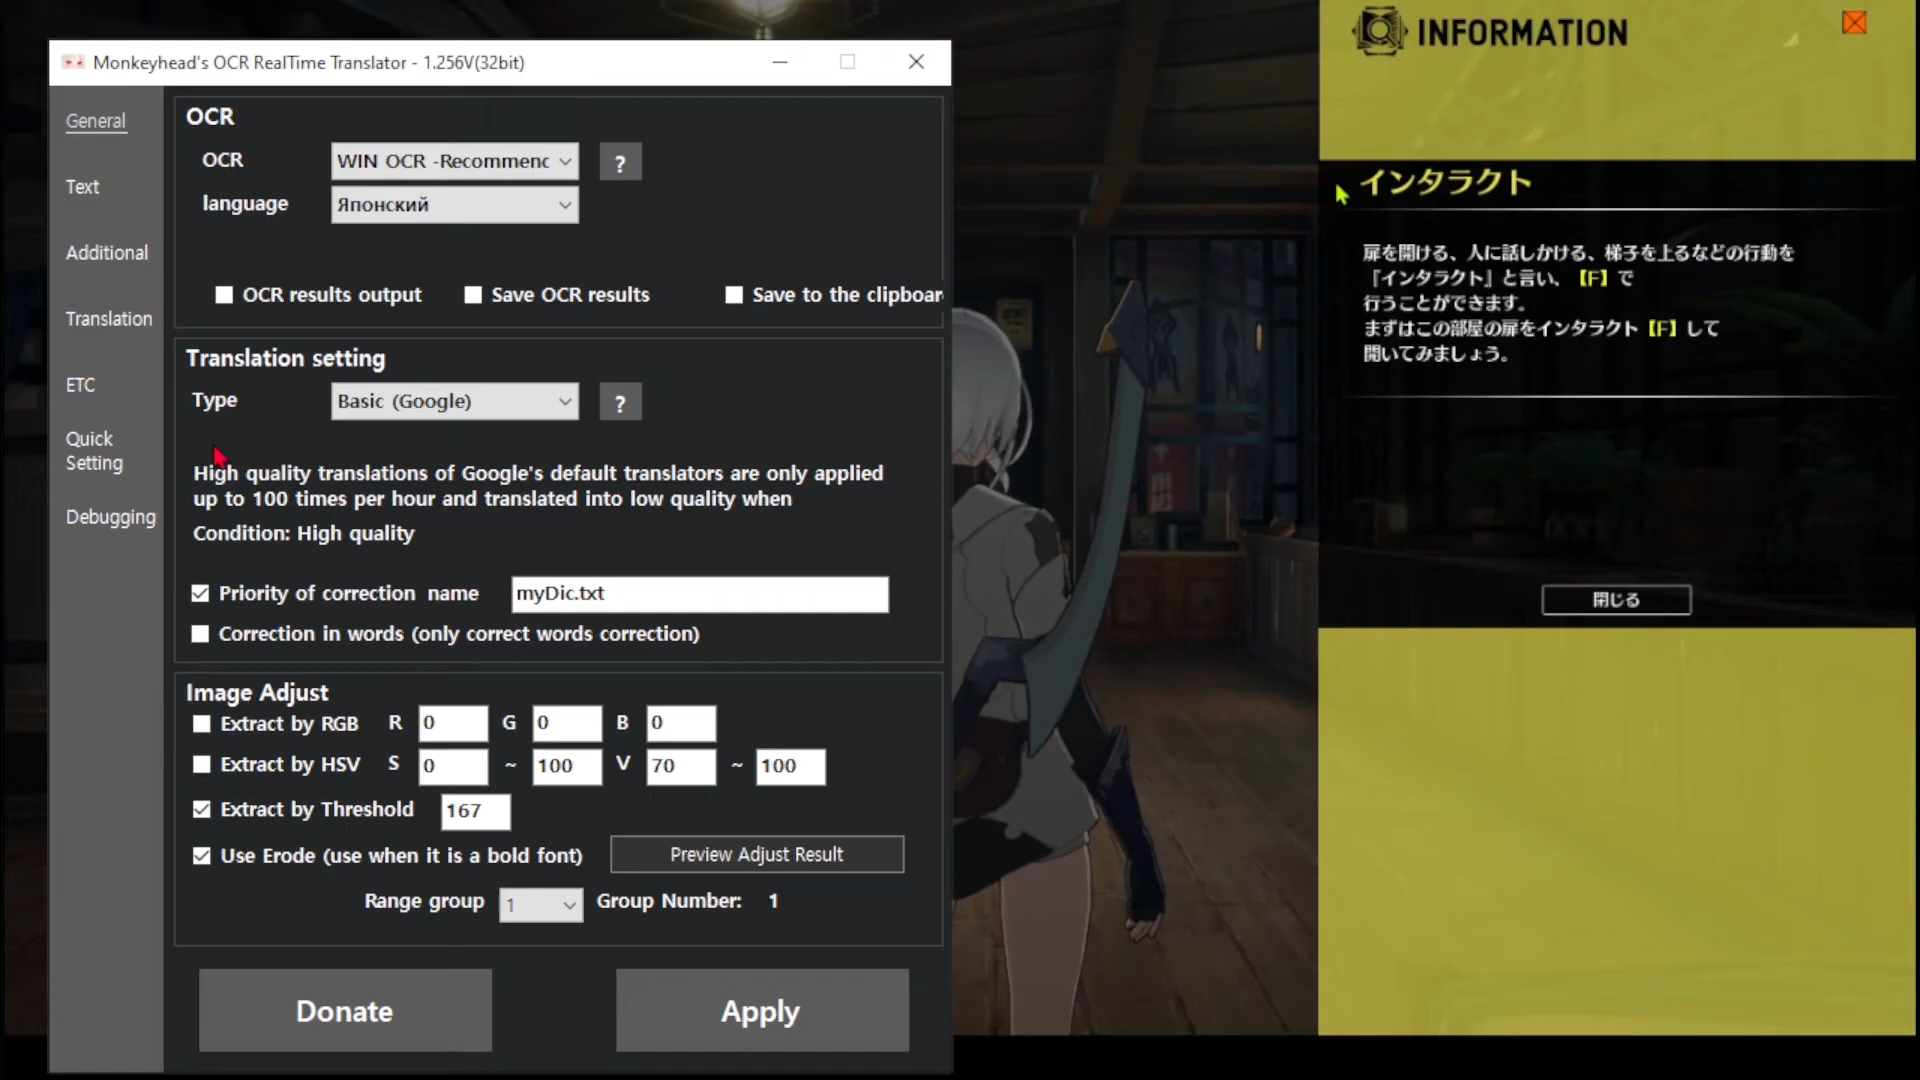 Monkeyhead's OCR RealTime Translator - 1.256V(32bit)
General
Text
Additional
Translation
ETC
Quick
Setting
Debugging
OCR
OCR
WIN OCR -Recommenc
?
language
Японский
OCR results output
Save OCR results
Save to the clipboar
Translation setting
Type
Basic (Google)
?
High quality translations of Google's default translators are only applied
up to 100 times per hour and translated into low quality when
Condition: High quality
Priority of correction name
myDic.txt
Correction in words (only correct words correction)
Image Adjust
Extract by RGB R 0 G 0 B 0
Extract by HSV S 0 ~ 100 V 70 ~ 100
Extract by Threshold 167
Use Erode (use when it is a bold font)
Preview Adjust Result
Range group 1 Group Number: 1
Donate
Apply
INFORMATION
インタラクト
扉を開ける、人に話しかける、梯子を上るなどの行動を
『インタラクト』と言い、【F】で
行うことができます。
まずはこの部屋の扉をインタラクト【F】して
開いてみましょう。
閉じる